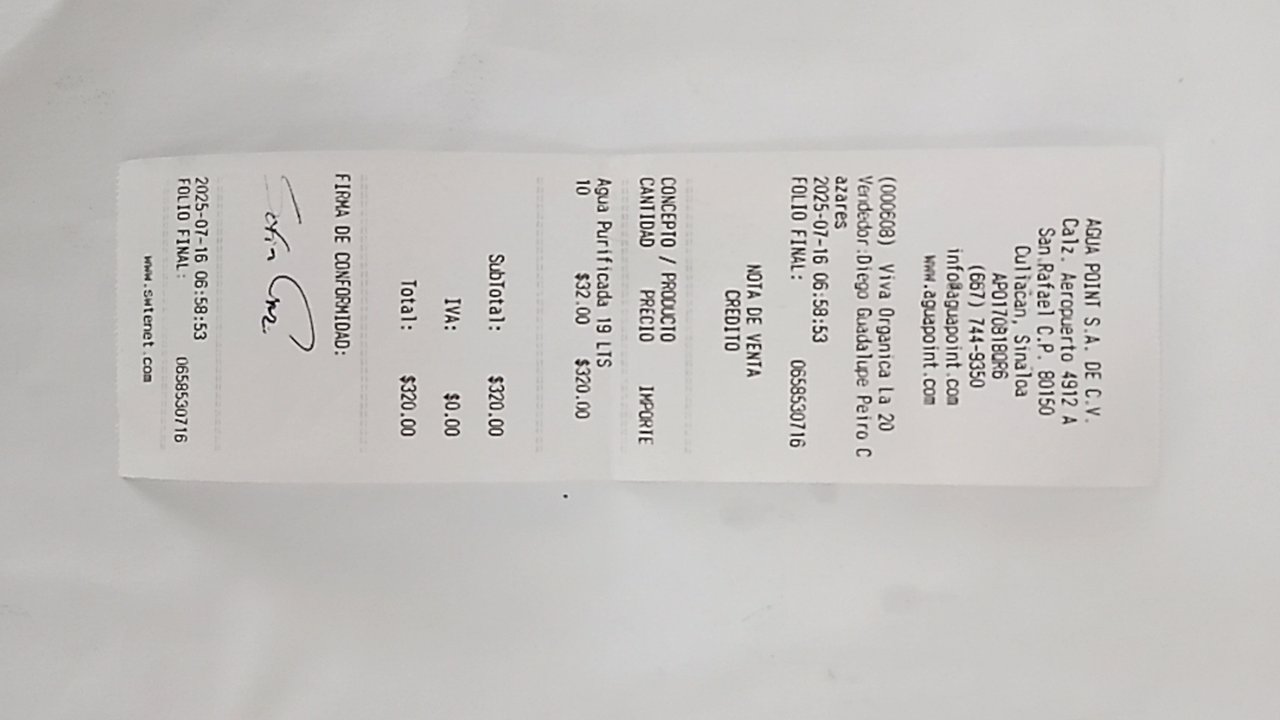 AGUA POINT S.A. DE C.V.
Calz. Aeropuerto 4912 A
San Rafael C.P. 80150
Culiacan, Sinaloa
APO170818QR6
(667) 744-9350
info@aguapoint.com
www.aguapoint.com
(000608) Viva Organica La 20
Vendedor:Diego Guadalupe Peiro C
azares
2025-07-16 06:58:53
FOLIO FINAL: 0658530716
NOTA DE VENTA
CREDITO
CONCEPTO / PRODUCTO
CANTIDAD PRECIO IMPORTE
Agua Purificada 19 LTS
10 $32.00 $320.00
SubTotal: $320.00
IVA: $0.00
Total: $320.00
FIRMA DE CONFORMIDAD:
2025-07-16 06:58:53
FOLIO FINAL: 0658530716
www.swtenet.com